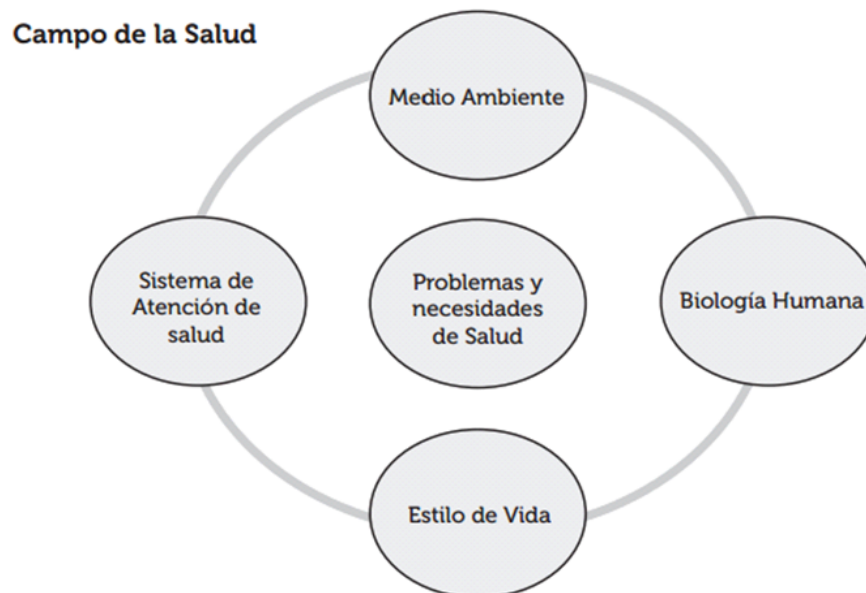 Campo de la Salud
Medio Ambiente
Sistema de
Atención de
salud
Problemas y
necesidades
de Salud
Biología Humana
Estilo de Vida